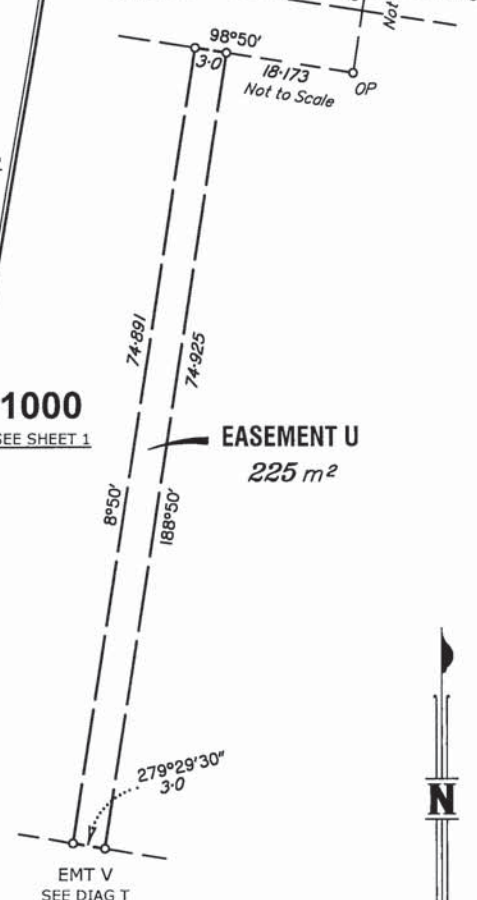 98°50'
Not
3·0
18·173
OP
Not to Scale
74·891
74·925
1000
SEE SHEET 1
EASEMENT U
225 m²
8°50'
188°50'
279°29'30"
3·0
N
EMT V
SEE DIAG T